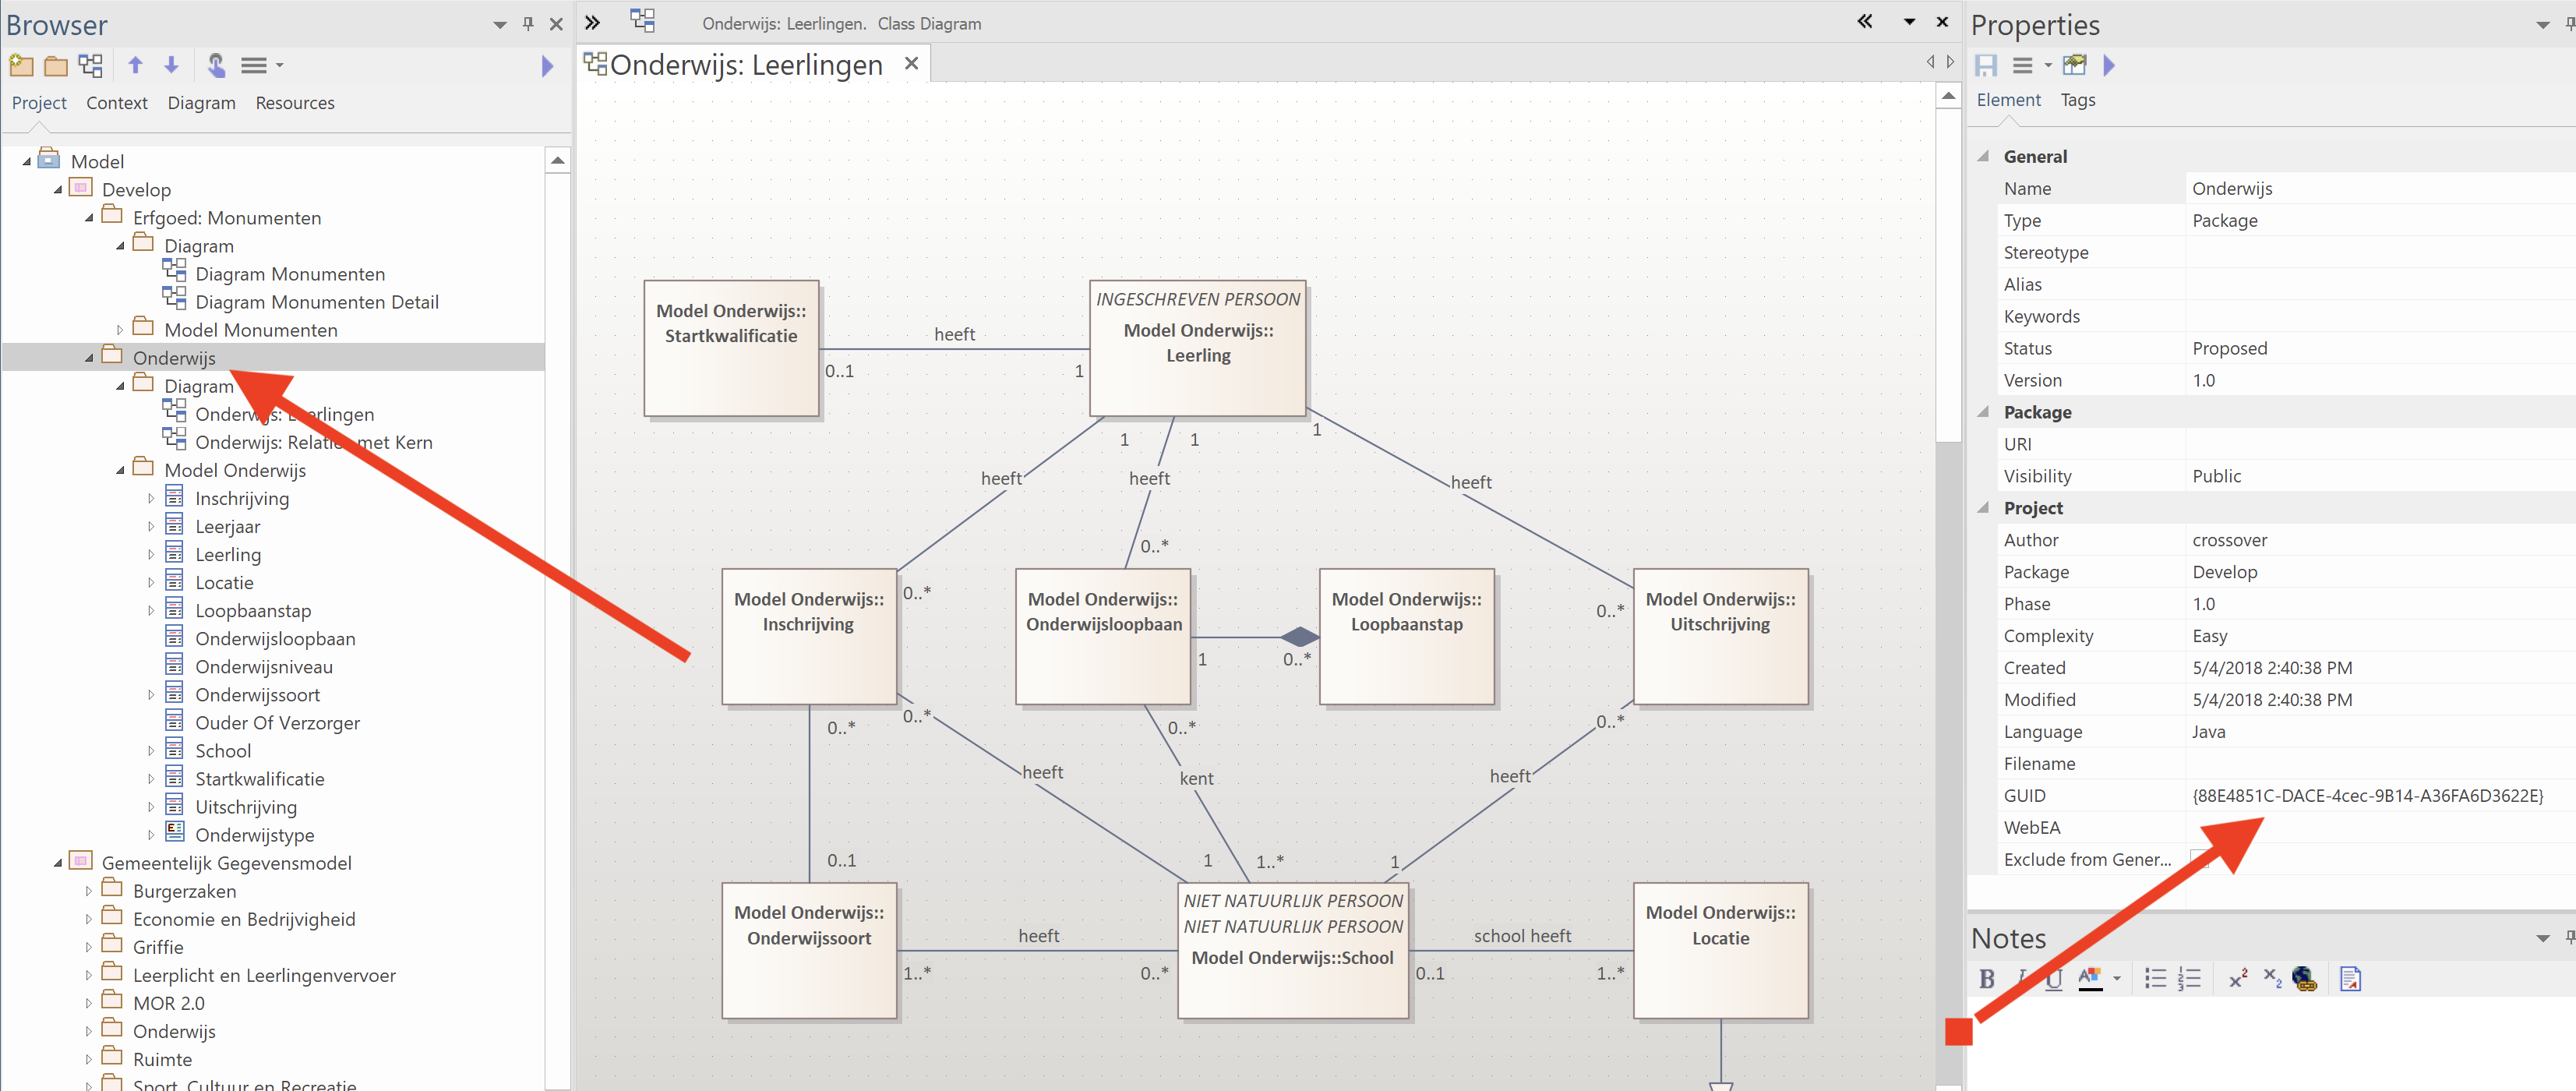 Browser
Project Context Diagram Resources
Model
Develop
Erfgoed: Monumenten
Diagram
Diagram Monumenten
Diagram Monumenten Detail
Model Monumenten
Onderwijs
Diagram
Onderwijs: Leerlingen
Onderwijs: Relaties met Kern
Model Onderwijs
Inschrijving
Leerjaar
Leerling
Locatie
Loopbaanstap
Onderwijsloopbaan
Onderwijsniveau
Onderwijssoort
Ouder Of Verzorger
School
Startkwalificatie
Uitschrijving
Onderwijstype
Gemeentelijk Gegevensmodel
Burgerzaken
Economie en Bedrijvigheid
Griffie
Leerplicht en Leerlingenvervoer
MOR 2.0
Onderwijs
Ruimte
Sport, Cultuur en Recreatie
Onderwijs: Leerlingen. Class Diagram
Onderwijs: Leerlingen
Model Onderwijs::
Startkwalificatie
heeft
0..1
1
INGESCHREVEN PERSOON
Model Onderwijs::
Leerling
1
1
1
heeft
heeft
heeft
0..*
Model Onderwijs::
Inschrijving
0..*
Model Onderwijs::
Onderwijsloopbaan
1
0..*
Model Onderwijs::
Loopbaanstap
0..*
Model Onderwijs::
Uitschrijving
0..*
0..*
0..*
0..*
heeft
kent
heeft
0..1
1
1..*
1
Model Onderwijs::
Onderwijssoort
heeft
1..*
0..*
NIET NATUURLIJK PERSOON
NIET NATUURLIJK PERSOON
Model Onderwijs::School
school heeft
0..1
1..*
Model Onderwijs::
Locatie
Properties
Element Tags
General
Name Onderwijs
Type Package
Stereotype
Alias
Keywords
Status Proposed
Version 1.0
Package
URI
Visibility Public
Project
Author crossover
Package Develop
Phase 1.0
Complexity Easy
Created 5/4/2018 2:40:38 PM
Modified 5/4/2018 2:40:38 PM
Language Java
Filename
GUID {88E4851C-DACE-4cec-9B14-A36FA6D3622E}
WebEA
Exclude from Gener...
Notes
B I U A x² x₂